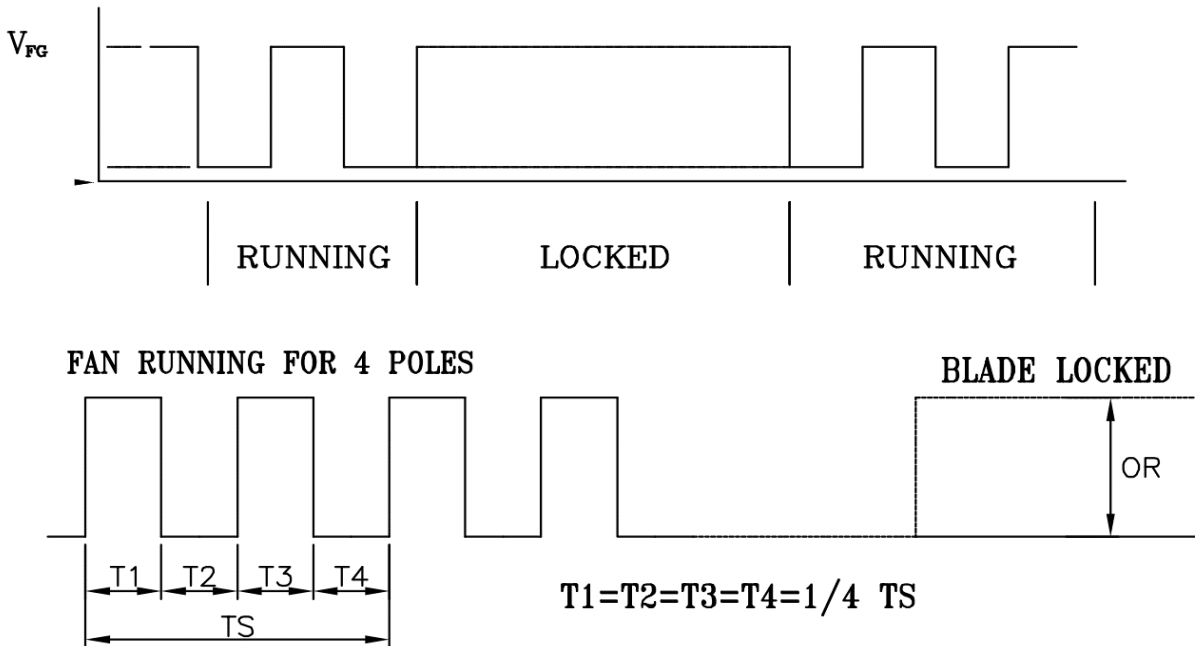 VFG
RUNNING
LOCKED
RUNNING
FAN RUNNING FOR 4 POLES
BLADE LOCKED
OR
T1 T2 T3 T4
TS
T1=T2=T3=T4=1/4 TS